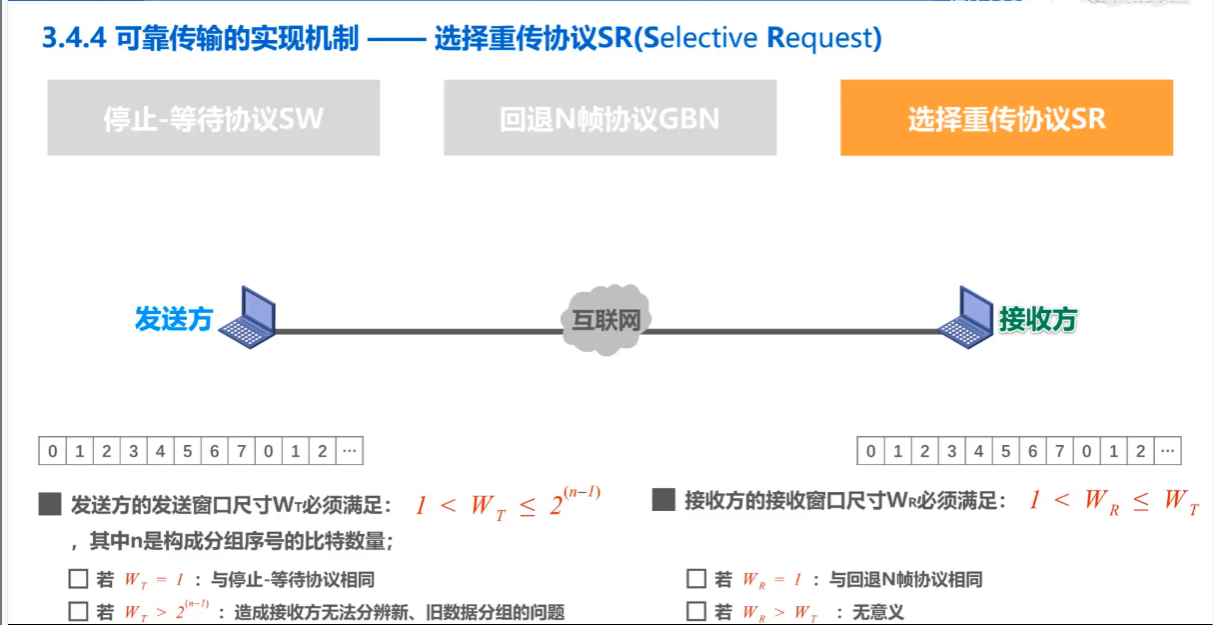 3.4.4 可靠传输的实现机制 —— 选择重传协议SR(Selective Request)
停止-等待协议SW
回退N帧协议GBN
选择重传协议SR
发送方
互联网
接收方
0 1 2 3 4 5 6 7 0 1 2 ...
0 1 2 3 4 5 6 7 0 1 2 ...
■ 发送方的发送窗口尺寸W_T必须满足： 1 < W_T ≤ 2^(n-1)
，其中n是构成分组序号的比特数量；
□ 若 W_T = 1 ：与停止-等待协议相同
□ 若 W_T > 2^(n-1) ：造成接收方无法分辨新、旧数据分组的问题
■ 接收方的接收窗口尺寸W_R必须满足： 1 < W_R ≤ W_T
□ 若 W_R = 1 ：与回退N帧协议相同
□ 若 W_R > W_T ：无意义